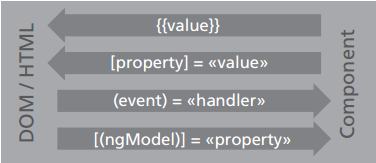 {{value}}
[property] = «value»
(event) = «handler»
[(ngModel)] = «property»
DOM / HTML
Component